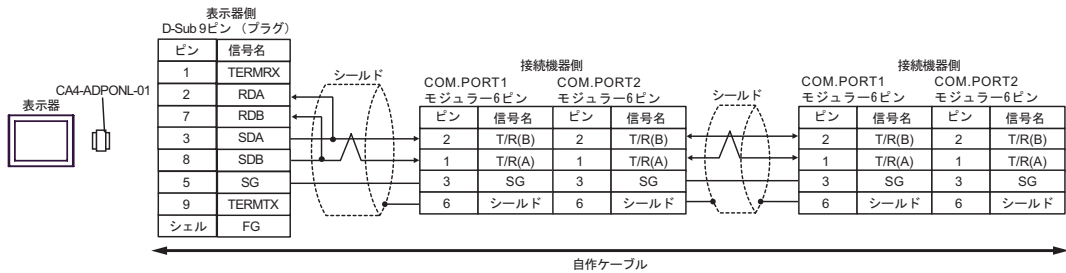 表示器側
D-Sub 9ピン （プラグ）
ピン 信号名
1 TERMRX
2 RDA
7 RDB
3 SDA
8 SDB
5 SG
9 TERMTX
シェル FG
表示器
CA4-ADPONL-01
シールド
接続機器側
COM.PORT1 COM.PORT2
モジュラー6ピン モジュラー6ピン
ピン 信号名 ピン 信号名
2 T/R(B) 2 T/R(B)
1 T/R(A) 1 T/R(A)
3 SG 3 SG
6 シールド 6 シールド
シールド
接続機器側
COM.PORT1 COM.PORT2
モジュラー6ピン モジュラー6ピン
ピン 信号名 ピン 信号名
2 T/R(B) 2 T/R(B)
1 T/R(A) 1 T/R(A)
3 SG 3 SG
6 シールド 6 シールド
自作ケーブル